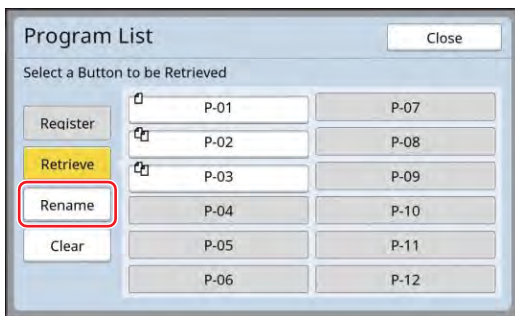 Program List
Close
Select a Button to be Retrieved
Register
Retrieve
Rename
Clear
P-01
P-02
P-03
P-04
P-05
P-06
P-07
P-08
P-09
P-10
P-11
P-12